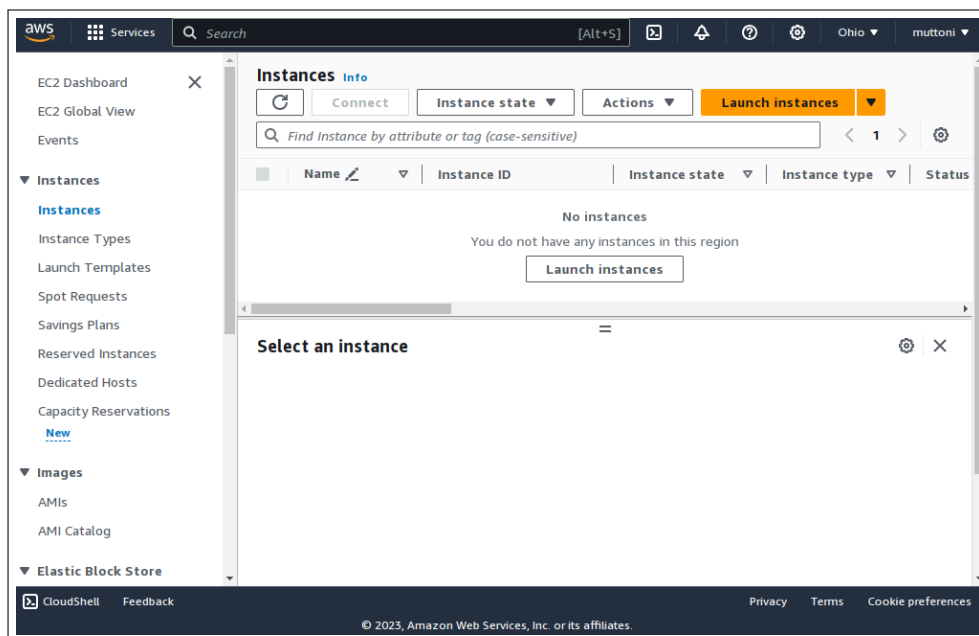 aws Services Search [Alt+S] Ohio muttoni
EC2 Dashboard
EC2 Global View
Events
Instances
Instances
Instance Types
Launch Templates
Spot Requests
Savings Plans
Reserved Instances
Dedicated Hosts
Capacity Reservations
New
Images
AMIs
AMI Catalog
Elastic Block Store
Instances Info
Connect Instance state Actions Launch instances
Find Instance by attribute or tag (case-sensitive) 1
Name Instance ID Instance state Instance type Status
No instances
You do not have any instances in this region
Launch instances
Select an instance
CloudShell Feedback Privacy Terms Cookie preferences
© 2023, Amazon Web Services, Inc. or its affiliates.